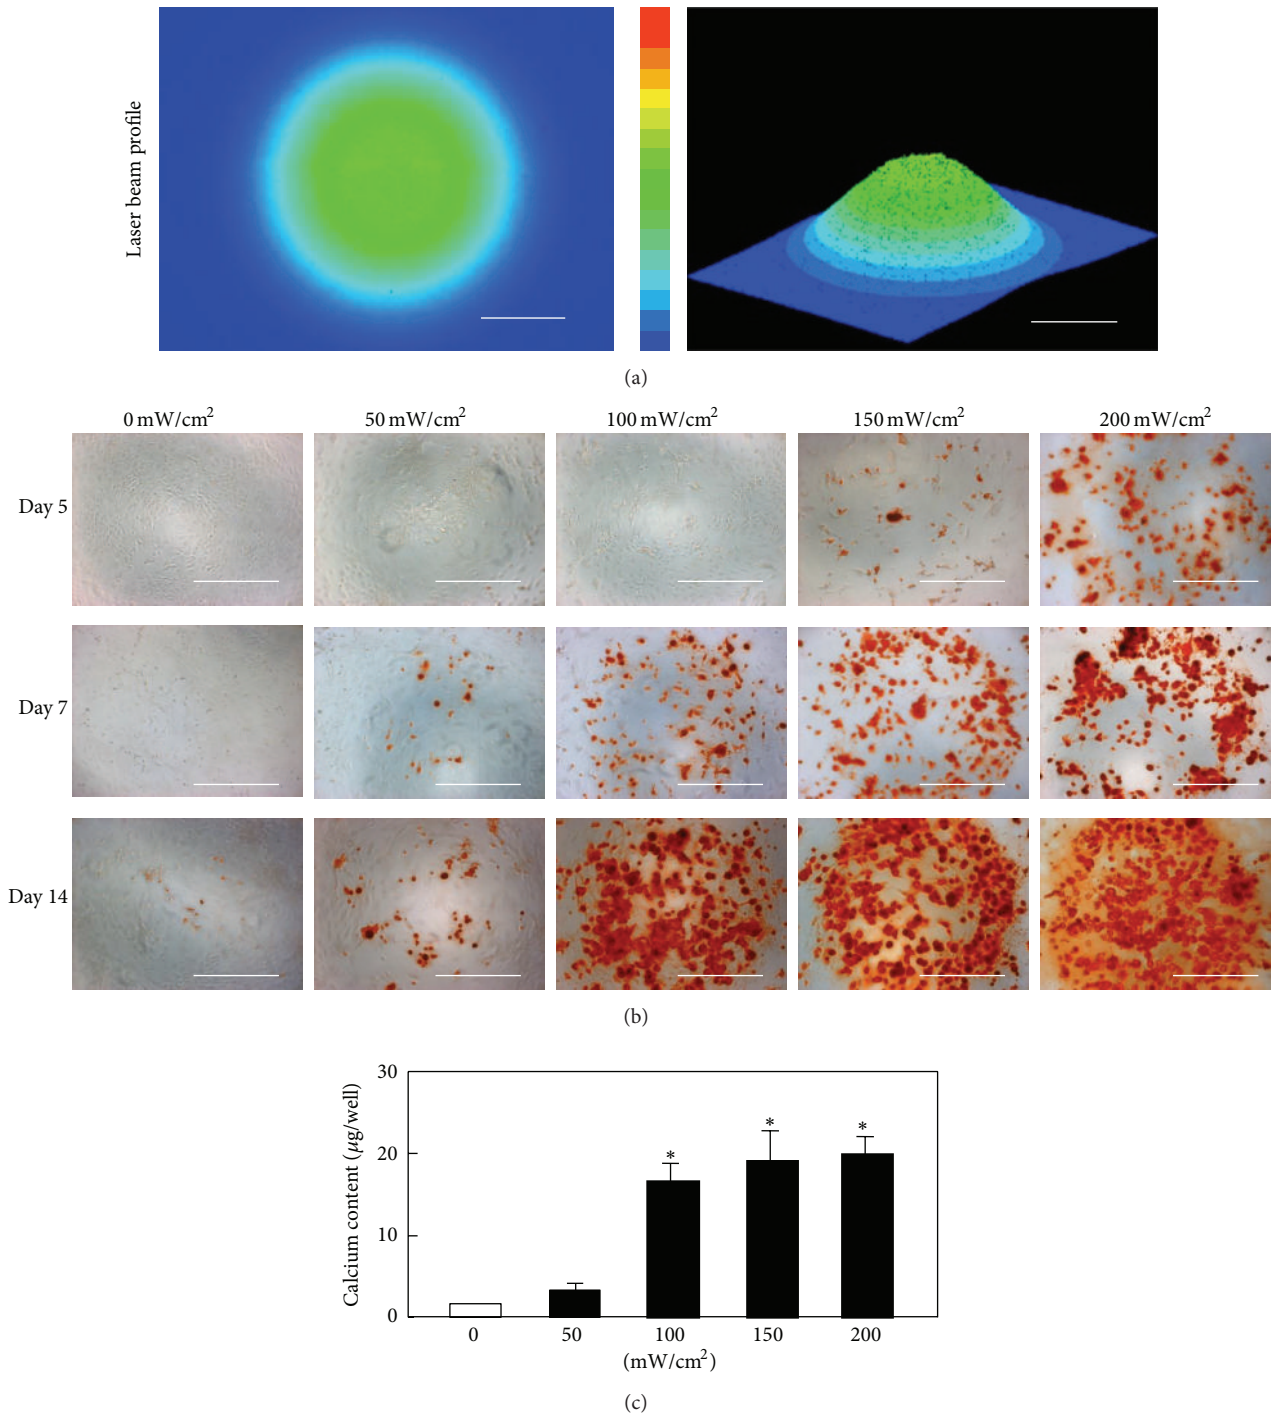 Laser beam profile
(a)
0 mW/cm²
50 mW/cm²
100 mW/cm²
150 mW/cm²
200 mW/cm²
Day 5
Day 7
Day 14
(b)
Calcium content (μg/well)
30
20
10
0
*
*
*
0
50
100
150
200
(mW/cm²)
(c)